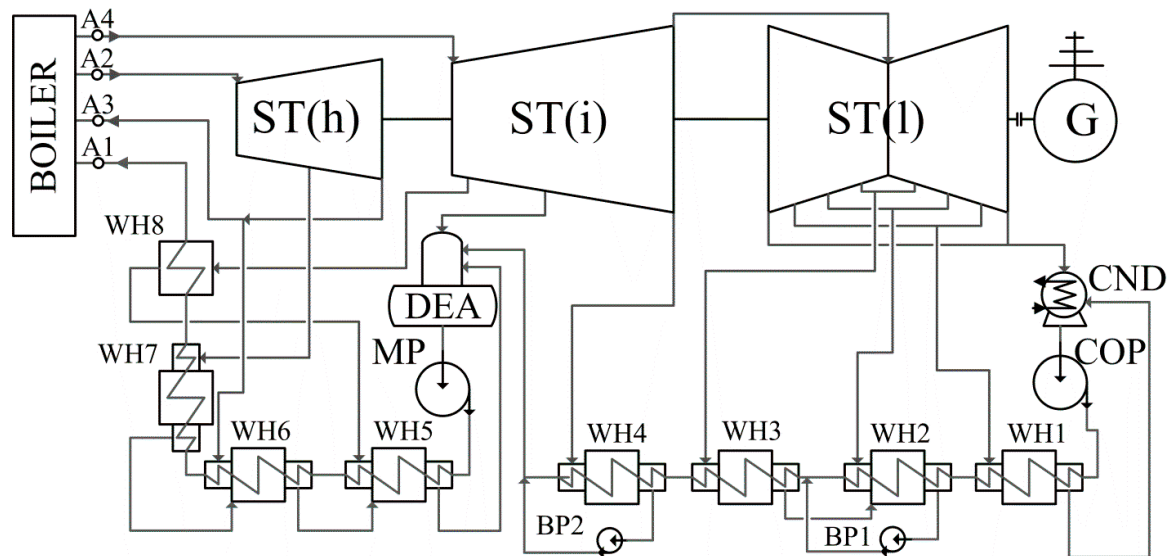 BOILER
A4
A2
A3
A1
ST(h)
ST(i)
ST(l)
G
WH8
DEA
CND
WH7
MP
COP
WH6
WH5
WH4
WH3
WH2
WH1
BP2
BP1